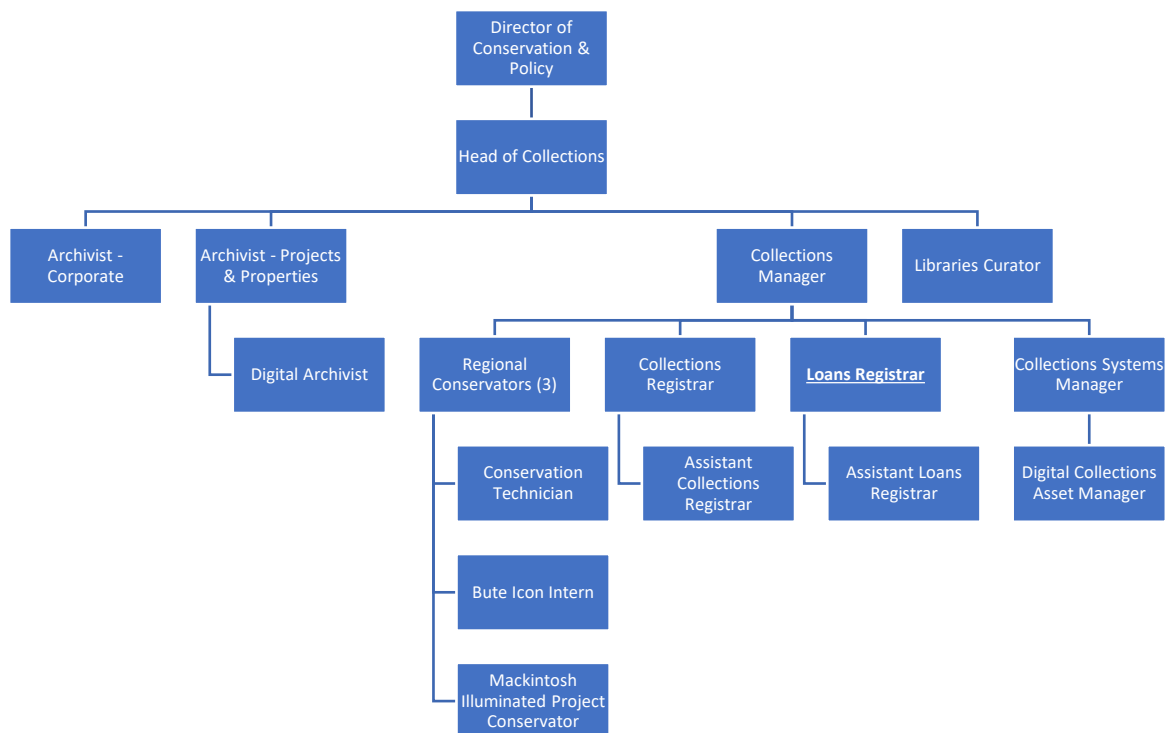 Director of
Conservation &
Policy
Head of Collections
Archivist -
Corporate
Archivist - Projects
& Properties
Collections
Manager
Libraries Curator
Digital Archivist
Regional
Conservators (3)
Collections
Registrar
Loans Registrar
Collections Systems
Manager
Conservation
Technician
Assistant
Collections
Registrar
Assistant Loans
Registrar
Digital Collections
Asset Manager
Bute Icon Intern
Mackintosh
Illuminated Project
Conservator